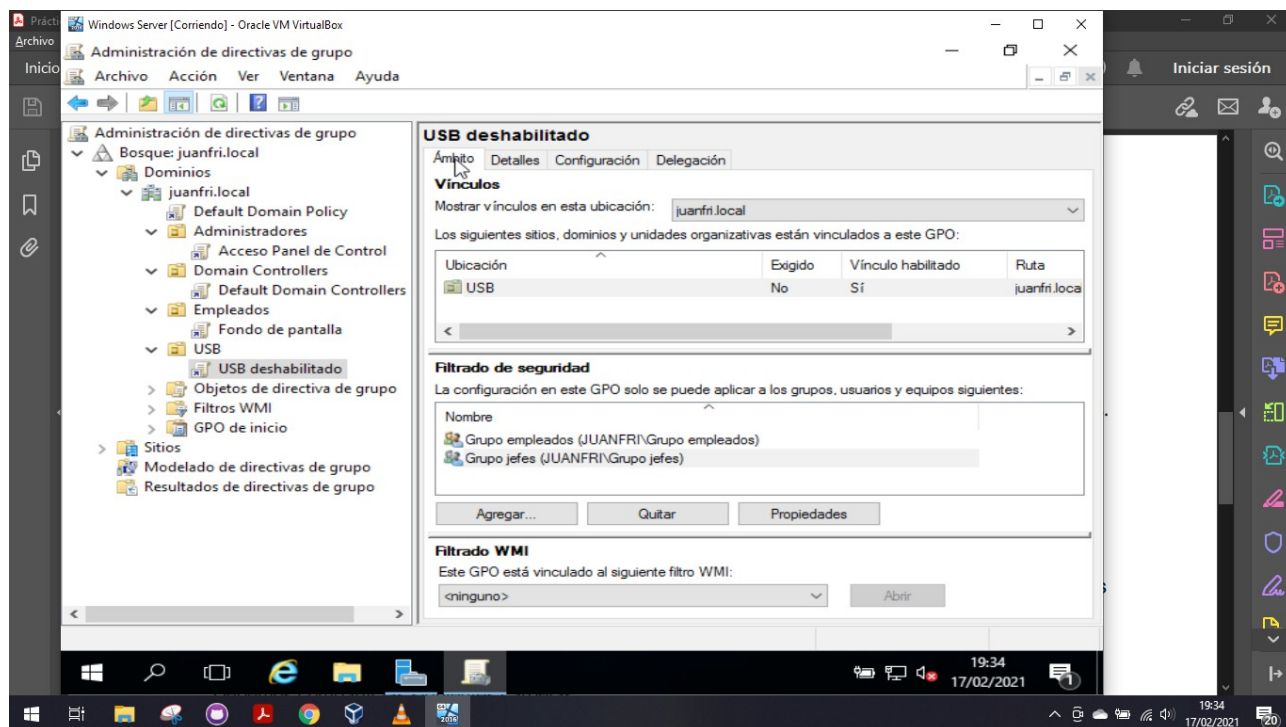 Prácti
Windows Server [Corriendo] - Oracle VM VirtualBox
Archivo
Administración de directivas de grupo
Inicio
Archivo Acción Ver Ventana Ayuda
Iniciar sesión
Administración de directivas de grupo
Bosque: juanfri.local
Dominios
juanfri.local
Default Domain Policy
Administradores
Acceso Panel de Control
Domain Controllers
Default Domain Controllers
Empleados
Fondo de pantalla
USB
USB deshabilitado
Objetos de directiva de grupo
Filtros WMI
GPO de inicio
Sitios
Modelado de directivas de grupo
Resultados de directivas de grupo
USB deshabilitado
Ámbito Detalles Configuración Delegación
Vínculos
Mostrar vínculos en esta ubicación: juanfri.local
Los siguientes sitios, dominios y unidades organizativas están vinculados a este GPO:
Ubicación Exigido Vínculo habilitado Ruta
USB No Sí juanfri.loca
Filtrado de seguridad
La configuración en este GPO solo se puede aplicar a los grupos, usuarios y equipos siguientes:
Nombre
Grupo empleados (JUANFRI\Grupo empleados)
Grupo jefes (JUANFRI\Grupo jefes)
Agregar... Quitar Propiedades
Filtrado WMI
Este GPO está vinculado al siguiente filtro WMI:
<ninguno> Abrir
19:34
17/02/2021
1
19:34
17/02/2021
20